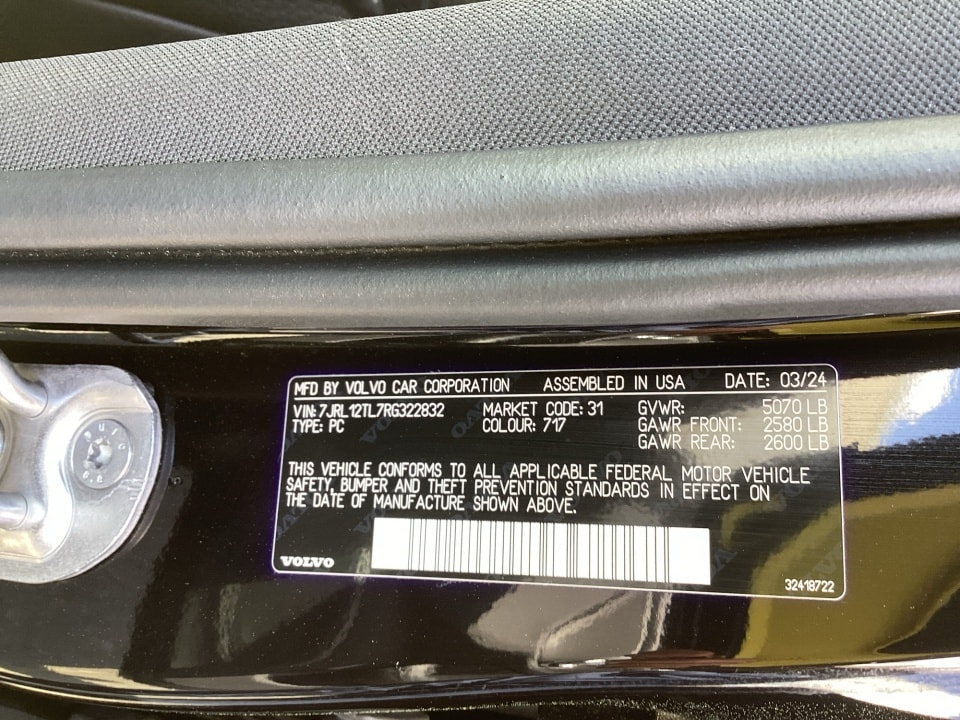 MFD BY VOLVO CAR CORPORATION ASSEMBLED IN USA DATE: 03/24
VIN: 7JRL12TL7RG322832 MARKET CODE: 31 GVWR: 5070 LB
TYPE: PC COLOUR: 717 GAWR FRONT: 2580 LB
GAWR REAR: 2600 LB
THIS VEHICLE CONFORMS TO ALL APPLICABLE FEDERAL MOTOR VEHICLE
SAFETY, BUMPER AND THEFT PREVENTION STANDARDS IN EFFECT ON
THE DATE OF MANUFACTURE SHOWN ABOVE.
VOLVO
32418722